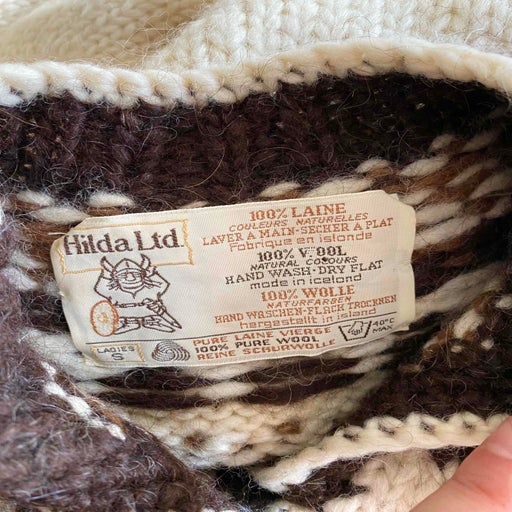 Hilda Ltd.
LADIES
S
100% LAINE
COULEURS NATURELLES
LAVER A MAIN-SECHER A PLAT
Fabrique en islande
100% WOOL
NATURAL COLOURS
HAND WASH-DRY FLAT
made in iceland
100% WOLLE
NATURFARBEN
HAND WASCHEN-FLACH TROCKNEN
hergestellt in island
PURE LAINE VIERGE
100% PURE WOOL
REINE SCHURWOLLE
40°C
MAX